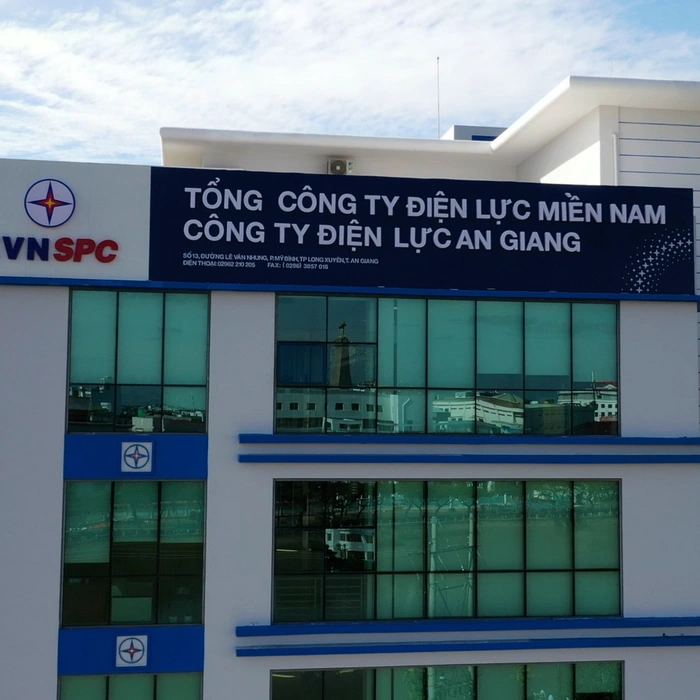 TỔNG CÔNG TY ĐIỆN LỰC MIỀN NAM
CÔNG TY ĐIỆN LỰC AN GIANG
SỐ 13, ĐƯỜNG LÊ VĂN NHUNG, P.MỸ BÌNH, TP LONG XUYÊN, T. AN GIANG
ĐIỆN THOẠI: 02962 210 205 FAX: ( 0296) 3857 016
VNSPC